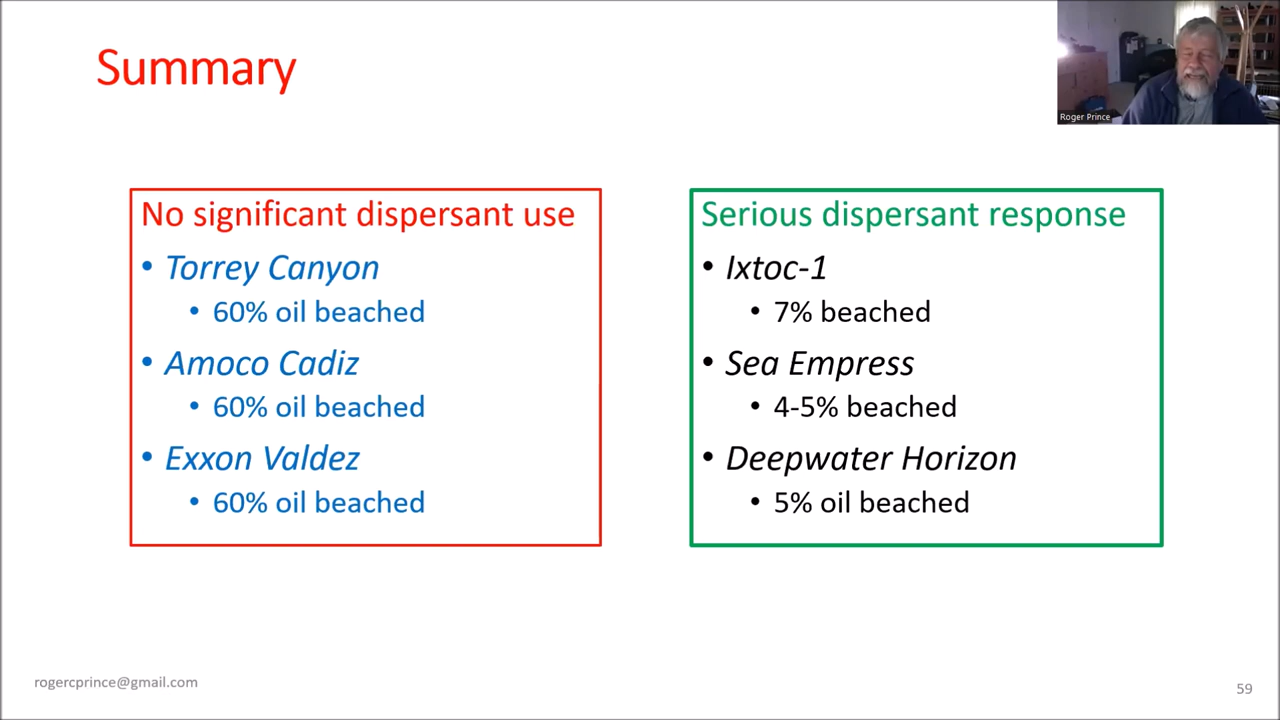 Summary
Roger Prince
No significant dispersant use
• Torrey Canyon
• 60% oil beached
• Amoco Cadiz
• 60% oil beached
• Exxon Valdez
• 60% oil beached
Serious dispersant response
• Ixtoc-1
• 7% beached
• Sea Empress
• 4-5% beached
• Deepwater Horizon
• 5% oil beached
rogercprince@gmail.com
59